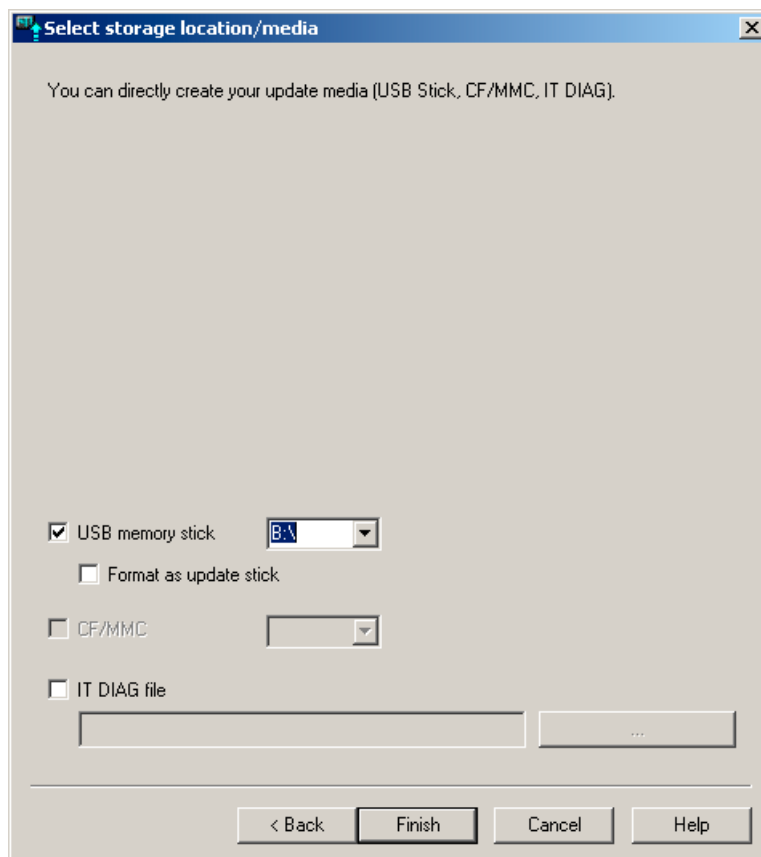 Select storage location/media
You can directly create your update media (USB Stick, CF/MMC, IT DIAG).
USB memory stick B:\
Format as update stick
CF/MMC
IT DIAG file
...
< Back Finish Cancel Help